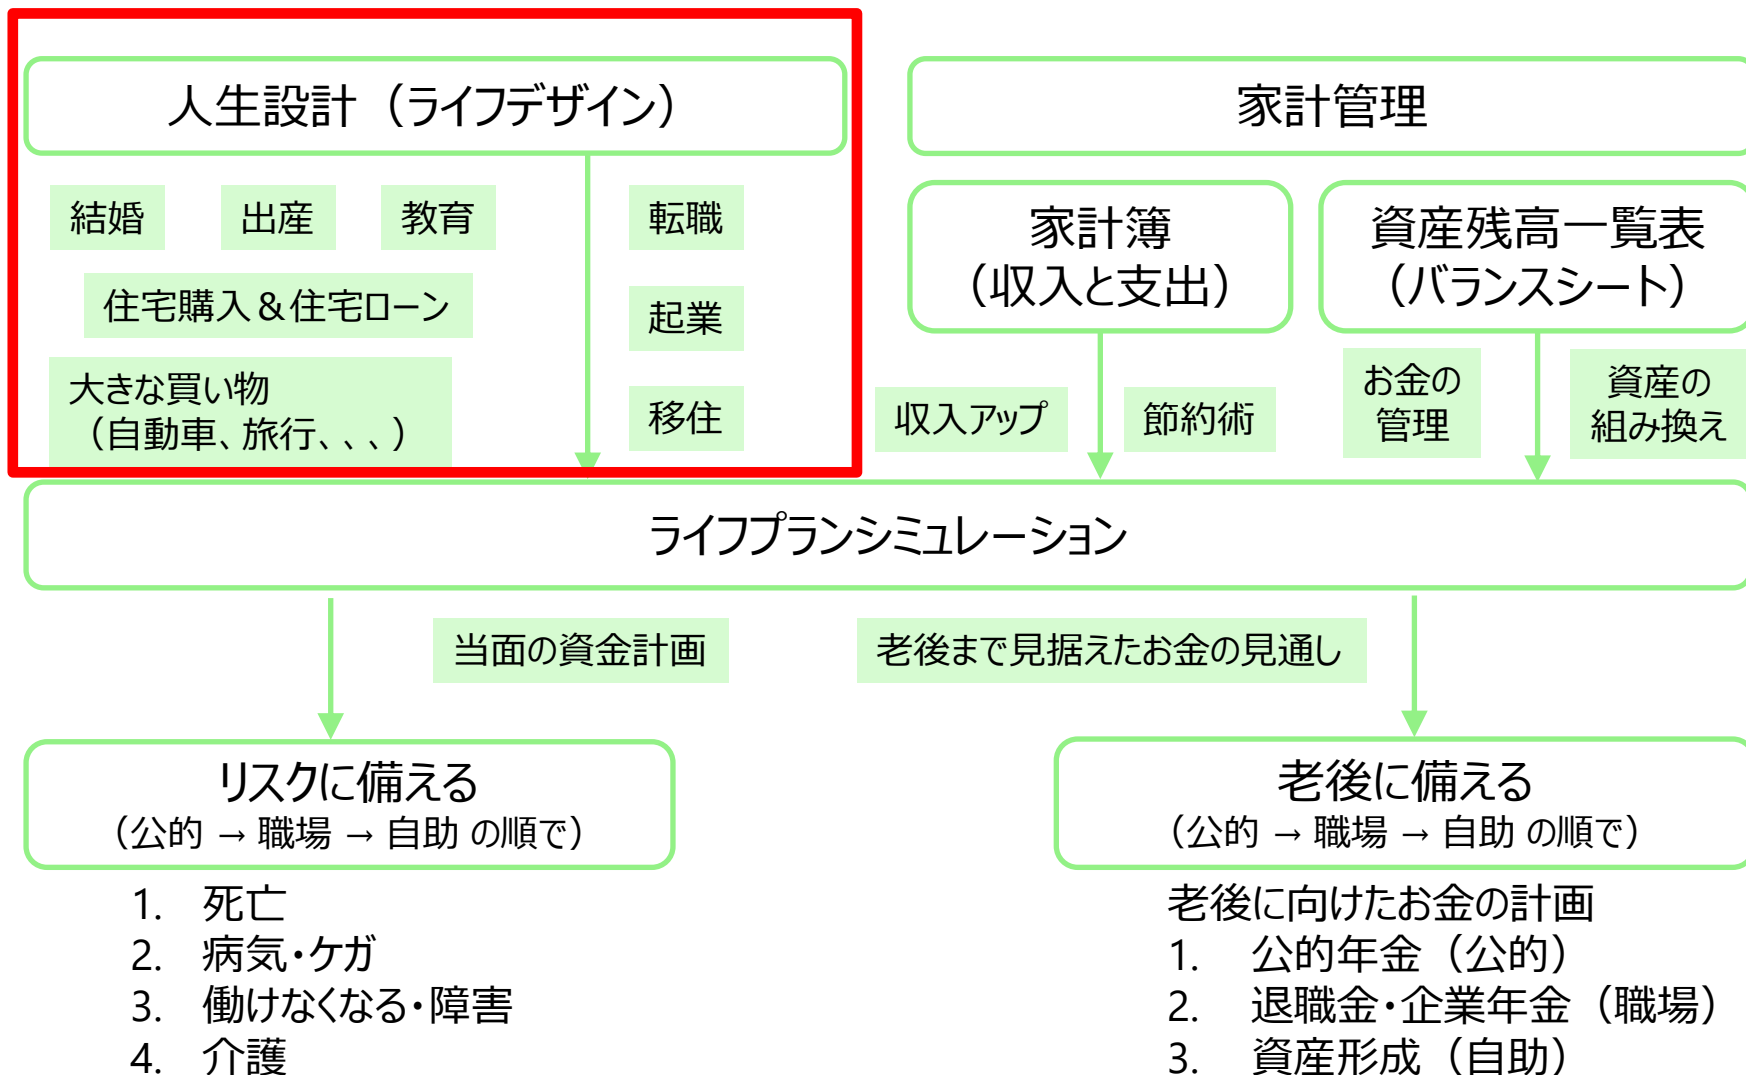 人生設計（ライフデザイン）
結婚
出産
教育
転職
住宅購入＆住宅ローン
起業
大きな買い物
（自動車、旅行、、、）
移住
家計管理
家計簿
（収入と支出）
資産残高一覧表
（バランスシート）
収入アップ
節約術
お金の
管理
資産の
組み換え
ライフプランシミュレーション
当面の資金計画
老後まで見据えたお金の見通し
リスクに備える
（公的 → 職場 → 自助 の順で）
1. 死亡
2. 病気・ケガ
3. 働けなくなる・障害
4. 介護
老後に備える
（公的 → 職場 → 自助 の順で）
老後に向けたお金の計画
1. 公的年金（公的）
2. 退職金・企業年金（職場）
3. 資産形成（自助）